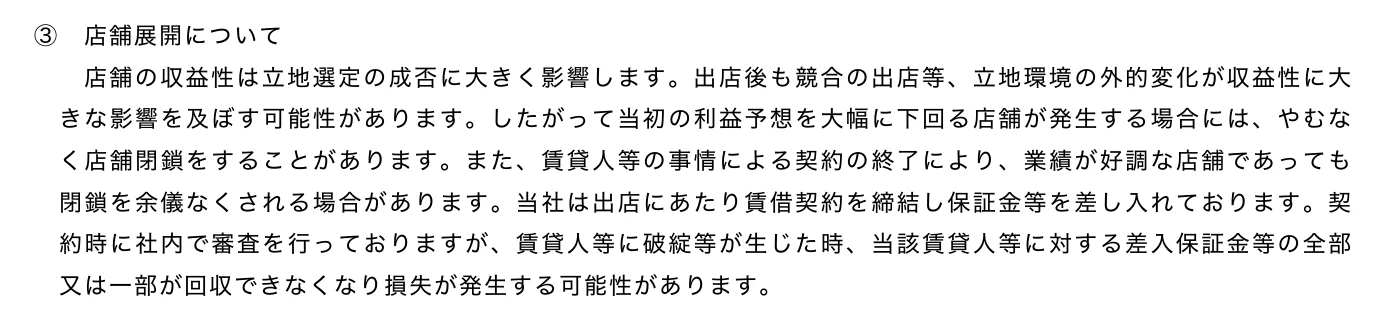 ③　店舗展開について
　店舗の収益性は立地選定の成否に大きく影響します。出店後も競合の出店等、立地環境の外的変化が収益性に大
きな影響を及ぼす可能性があります。したがって当初の利益予想を大幅に下回る店舗が発生する場合には、やむな
く店舗閉鎖をすることがあります。また、賃貸人等の事情による契約の終了により、業績が好調な店舗であっても
閉鎖を余儀なくされる場合があります。当社は出店にあたり賃借契約を締結し保証金等を差し入れております。契
約時に社内で審査を行っておりますが、賃貸人等に破綻等が生じた時、当該賃貸人等に対する差入保証金等の全部
又は一部が回収できなくなり損失が発生する可能性があります。